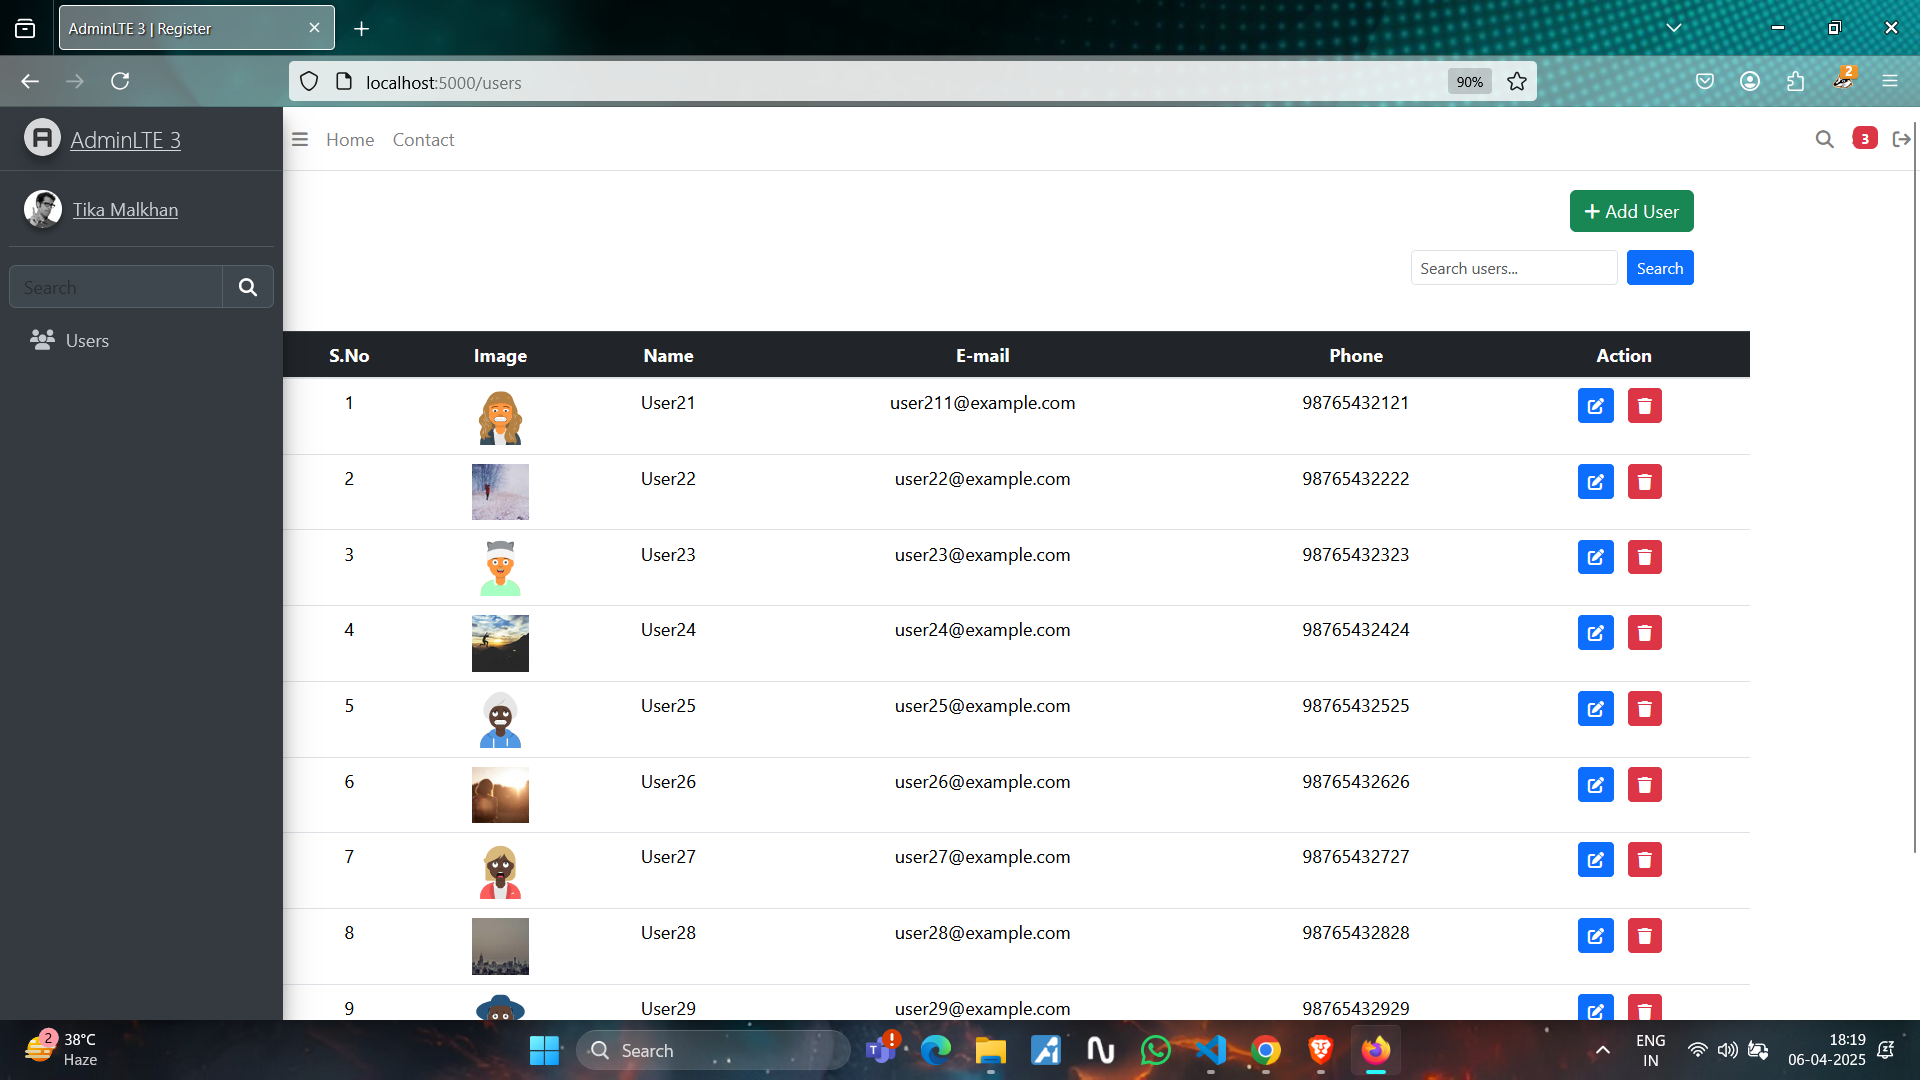 AdminLTE 3 | Register
localhost:5000/users
90%
2
AdminLTE 3
Home
Contact
3
Tika Malkhan
+ Add User
Search users...
Search
Search
Users
S.No Image Name E-mail Phone Action
1 User21 user211@example.com 98765432121
2 User22 user22@example.com 98765432222
3 User23 user23@example.com 98765432323
4 User24 user24@example.com 98765432424
5 User25 user25@example.com 98765432525
6 User26 user26@example.com 98765432626
7 User27 user27@example.com 98765432727
8 User28 user28@example.com 98765432828
9 User29 user29@example.com 98765432929
2
38°C
Haze
Search
ENG
IN
18:19
06-04-2025